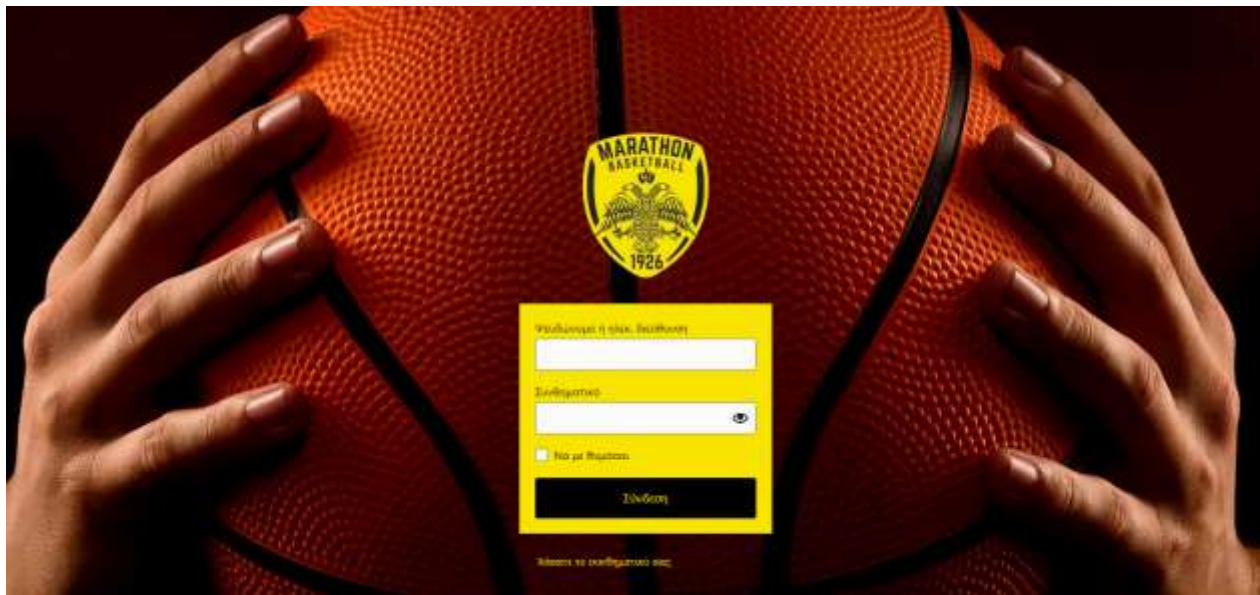 MARATHON
BASKETBALL
1926
Ψευδώνυμο ή ηλεκ. διεύθυνση
Συνθηματικό
Να με θυμάσαι
Σύνδεση
Χάσατε το συνθηματικό σας;